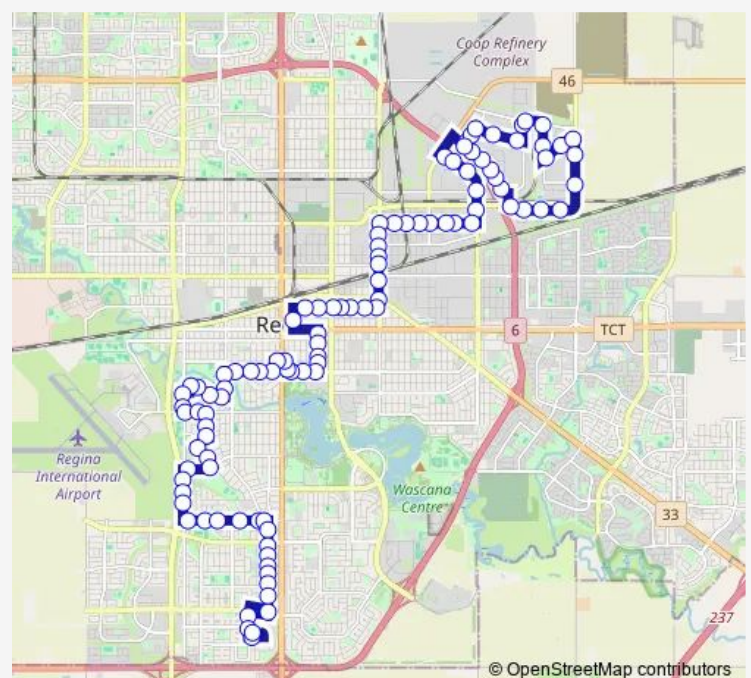 Coop Refinery
Complex
46
Re
6
TCT
Regina
International
Airport
Wascana
Centre
33
237
© OpenStreetMap contributors